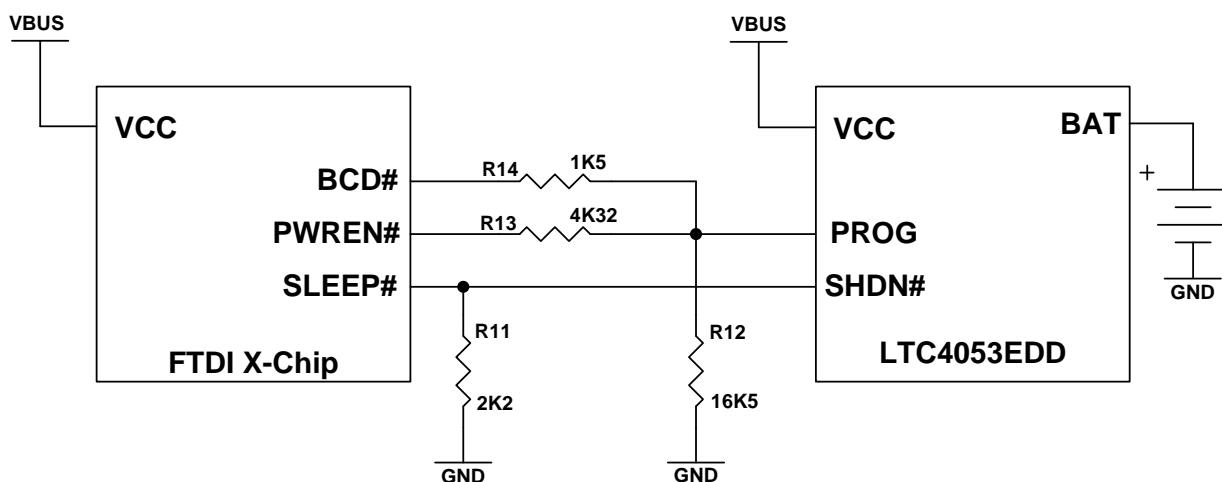 VBUS
VBUS
VCC
VCC
BAT
BCD#
R14
1K5
+
PWREN#
R13
4K32
PROG
SLEEP#
SHDN#
GND
R11
R12
FTDI X-Chip
LTC4053EDD
2K2
16K5
GND
GND